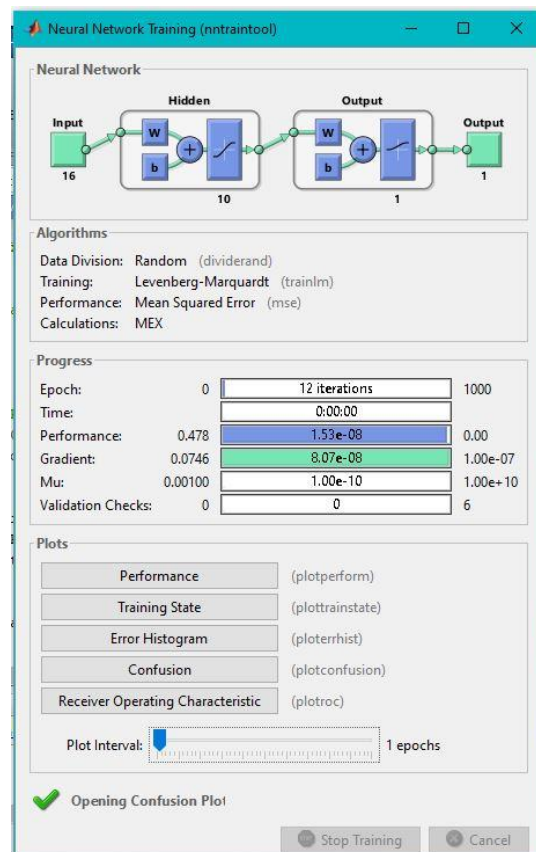 Neural Network Training (nntraintool)
Neural Network
Hidden
Output
Input
W
b
W
b
Output
16
10
1
1
Algorithms
Data Division: Random (dividerand)
Training: Levenberg-Marquardt (trainlm)
Performance: Mean Squared Error (mse)
Calculations: MEX
Progress
Epoch: 0 12 iterations 1000
Time: 0:00:00
Performance: 0.478 1.53e-08 0.00
Gradient: 0.0746 8.07e-08 1.00e-07
Mu: 0.00100 1.00e-10 1.00e+10
Validation Checks: 0 0 6
Plots
Performance (plotperform)
Training State (plottrainstate)
Error Histogram (ploterrhist)
Confusion (plotconfusion)
Receiver Operating Characteristic (plotroc)
Plot Interval: 1 epochs
Opening Confusion Plot
Stop Training Cancel